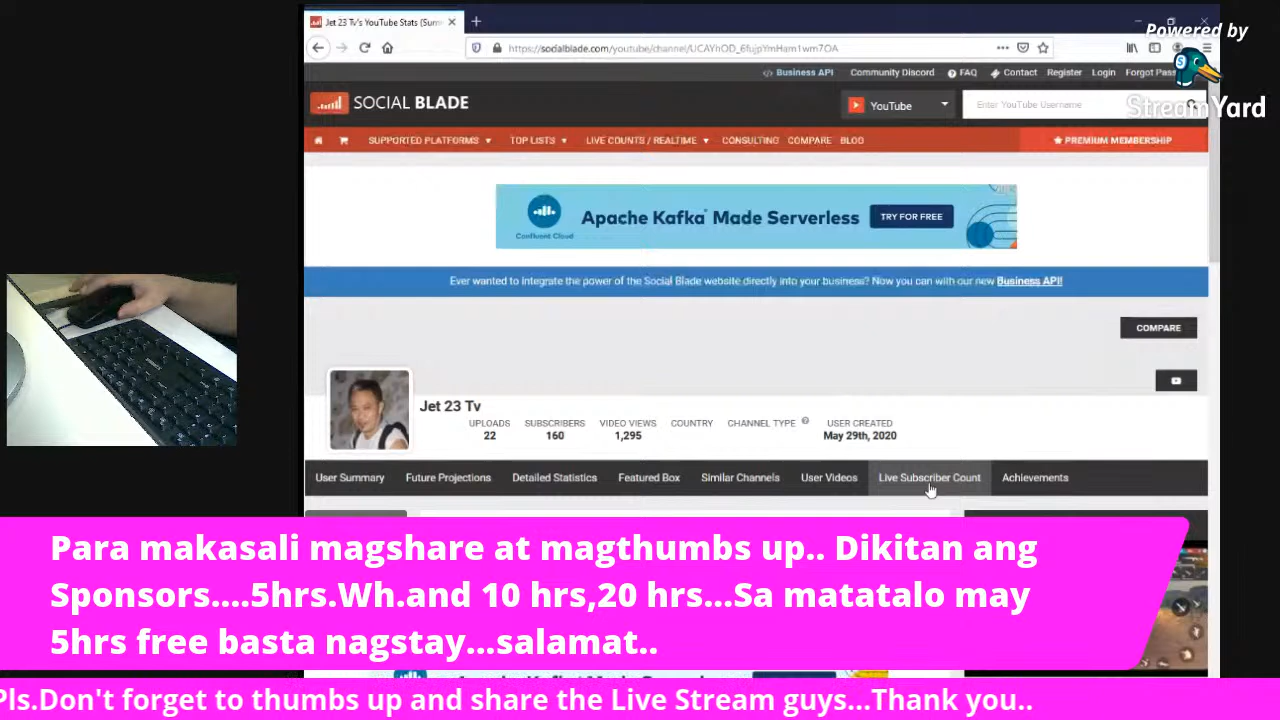 Jet 23 Tv's YouTube Stats (Sum
Powered by
StreamYard
https://socialblade.com/youtube/channel/UCAYhOD_6fujpYmHam1wm7OA
Business API
Community Discord
FAQ
Contact
Register
Login
Forgot Pass
SOCIAL BLADE
YouTube
Enter YouTube Username
SUPPORTED PLATFORMS
TOP LISTS
LIVE COUNTS / REALTIME
CONSULTING
COMPARE
BLOG
PREMIUM MEMBERSHIP
Confluent Cloud
Apache Kafka® Made Serverless
TRY FOR FREE
Ever wanted to integrate the power of the Social Blade website directly into your business? Now you can with our new Business API!
COMPARE
Jet 23 Tv
UPLOADS
22
SUBSCRIBERS
160
VIDEO VIEWS
1,295
COUNTRY
CHANNEL TYPE
USER CREATED
May 29th, 2020
User Summary
Future Projections
Detailed Statistics
Featured Box
Similar Channels
User Videos
Live Subscriber Count
Achievements
Para makasali magshare at magthumbs up.. Dikitan ang
Sponsors....5hrs.Wh.and 10 hrs,20 hrs...Sa matatalo may
5hrs free basta nagstay...salamat..
Pls.Don't forget to thumbs up and share the Live Stream guys...Thank you..